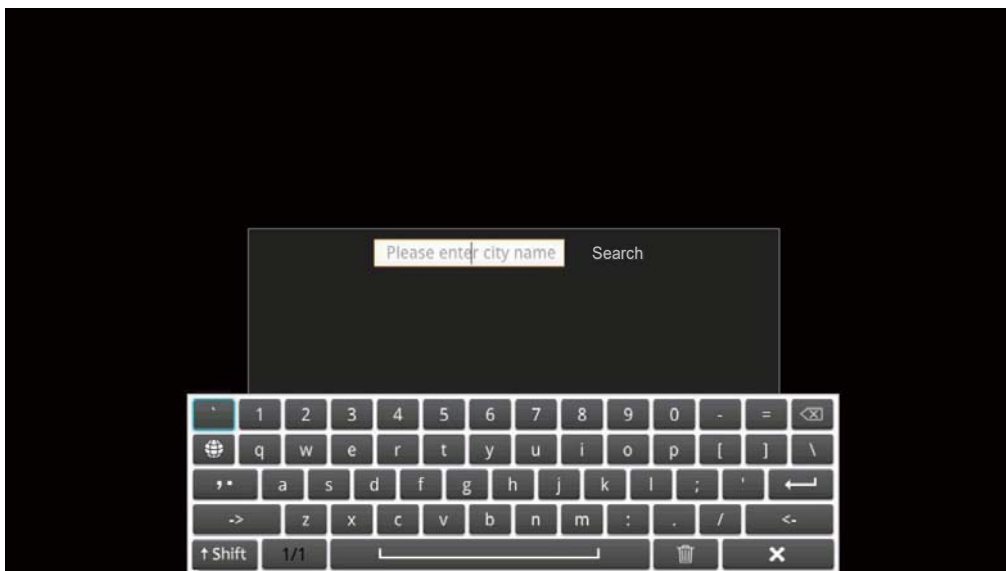 Please enter city name Search
` 1 2 3 4 5 6 7 8 9 0 - =
q w e r t y u i o p [ ] \
,. a s d f g h j k l ; '
-> z x c v b n m : . / <-
↑ Shift 1/1